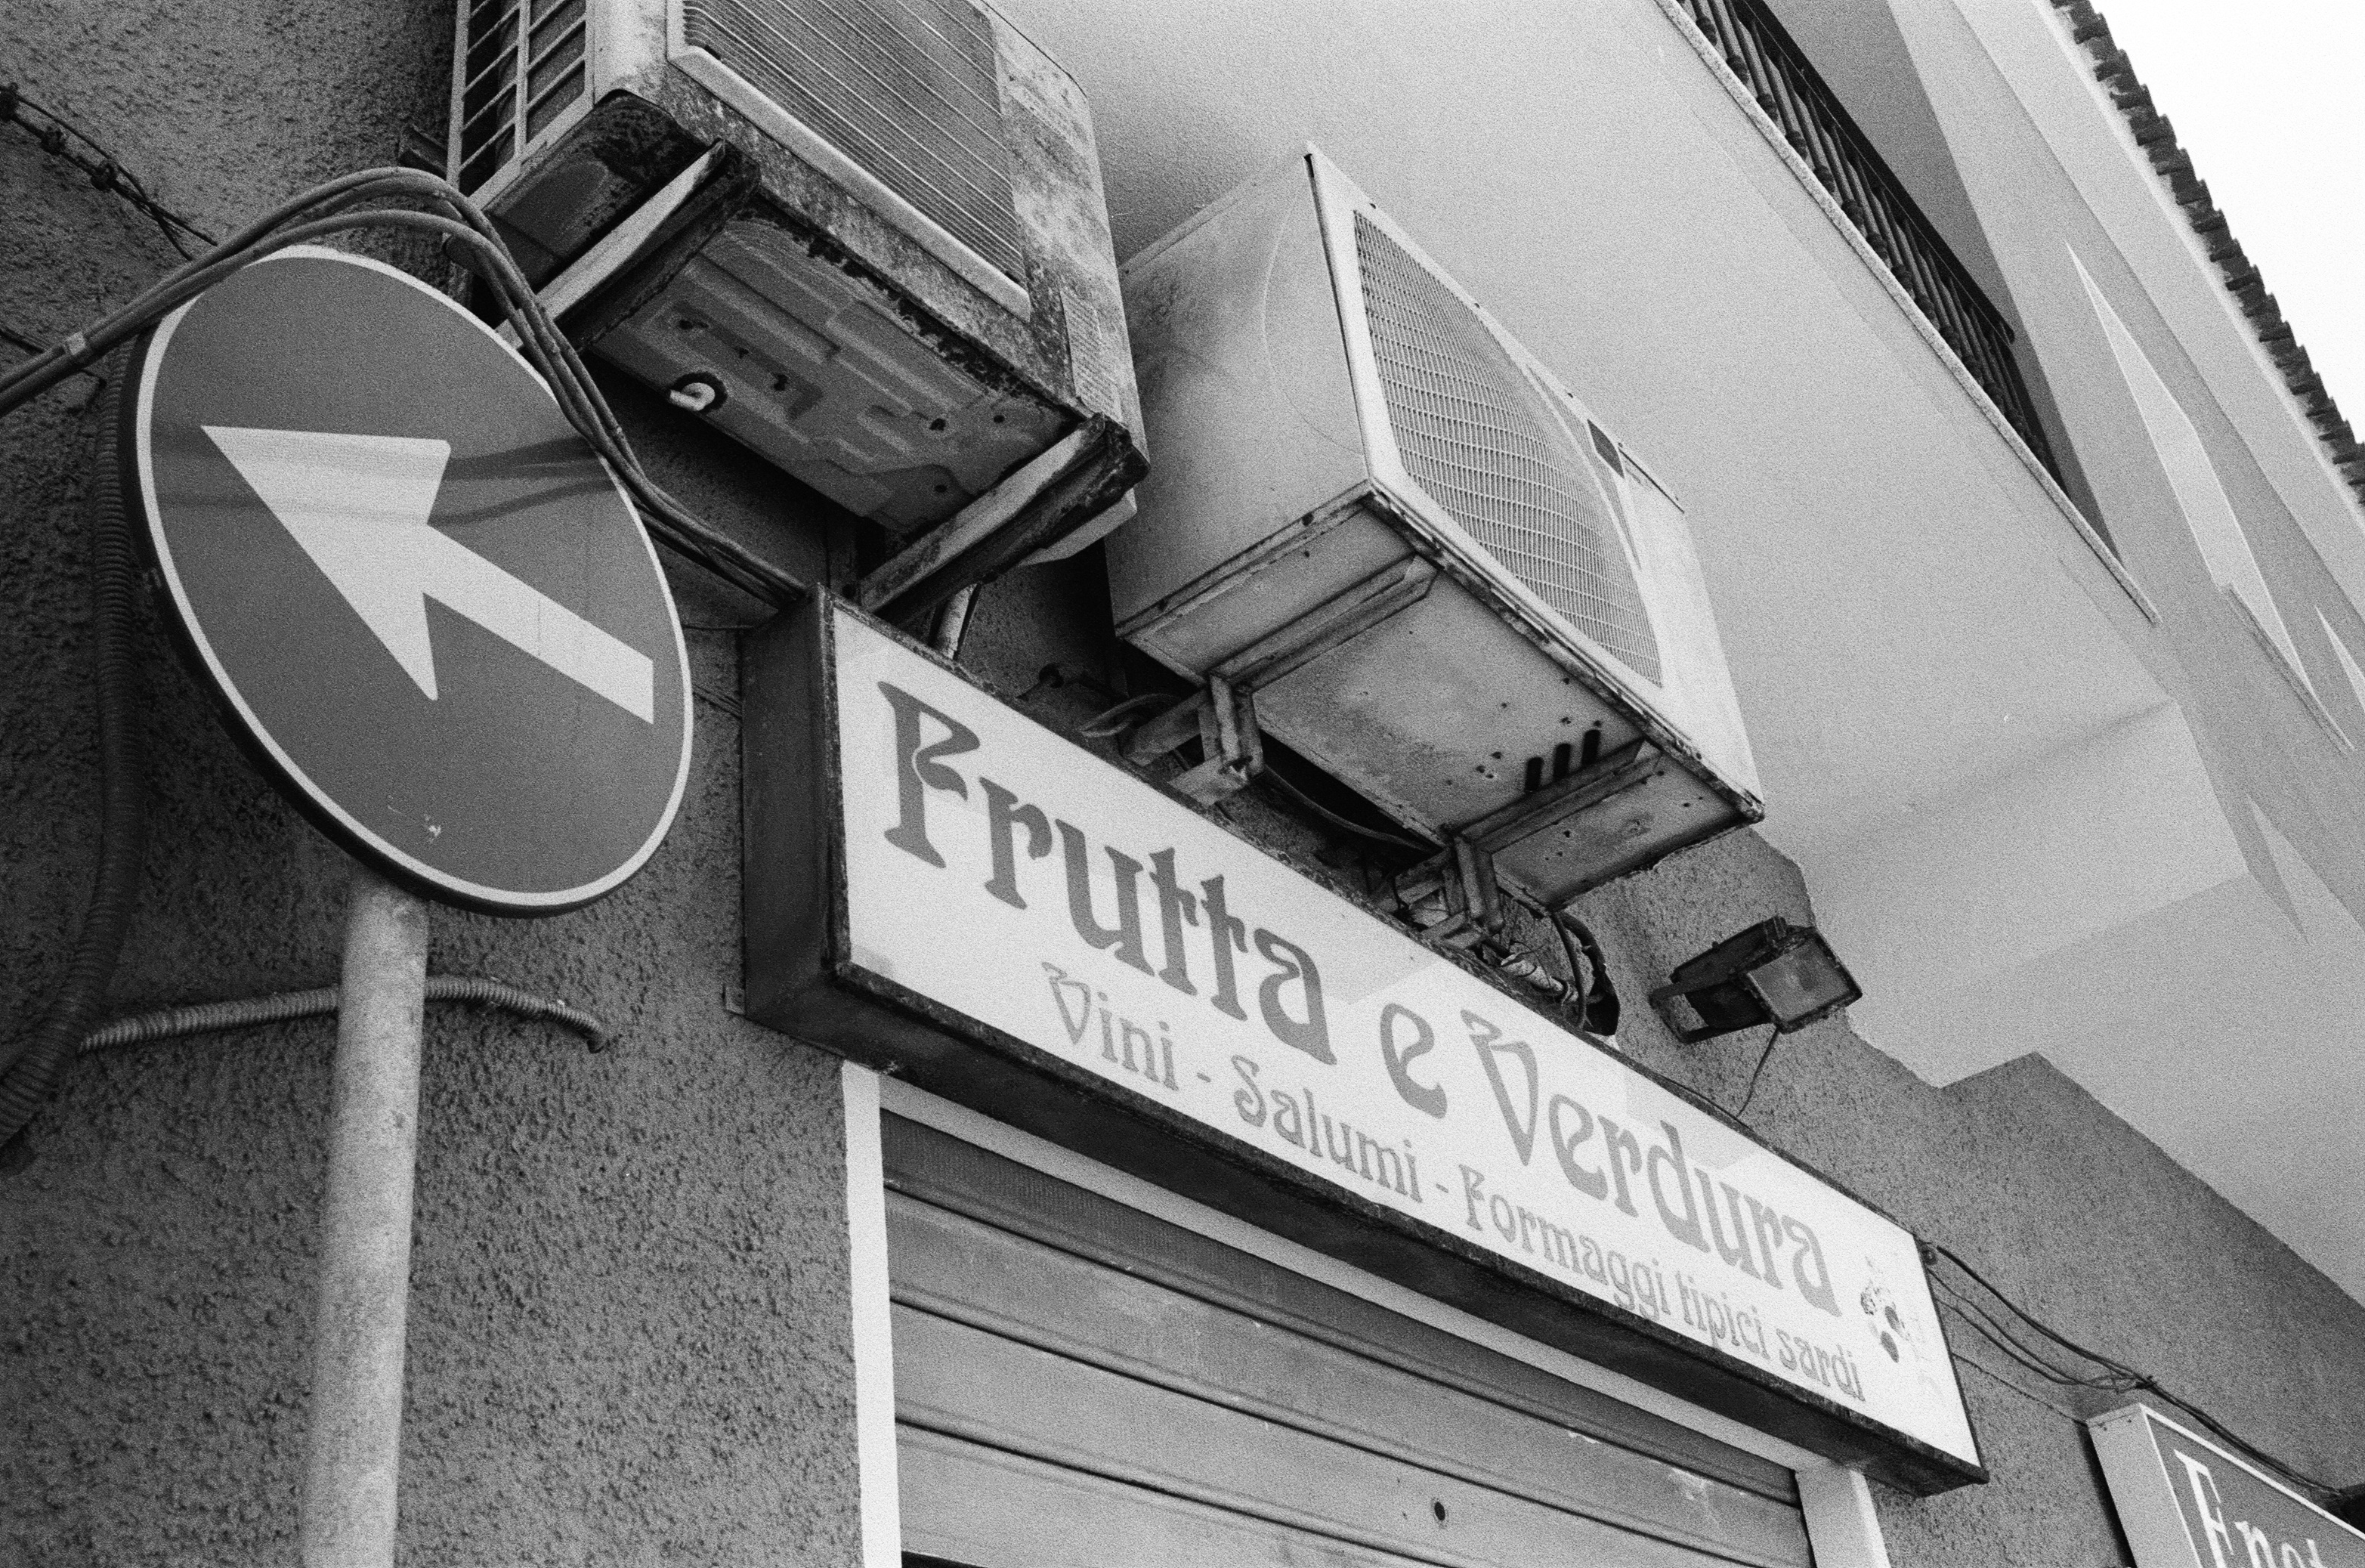 Frutta e Verdura
Vini - Salumi - Formaggi tipici sardi